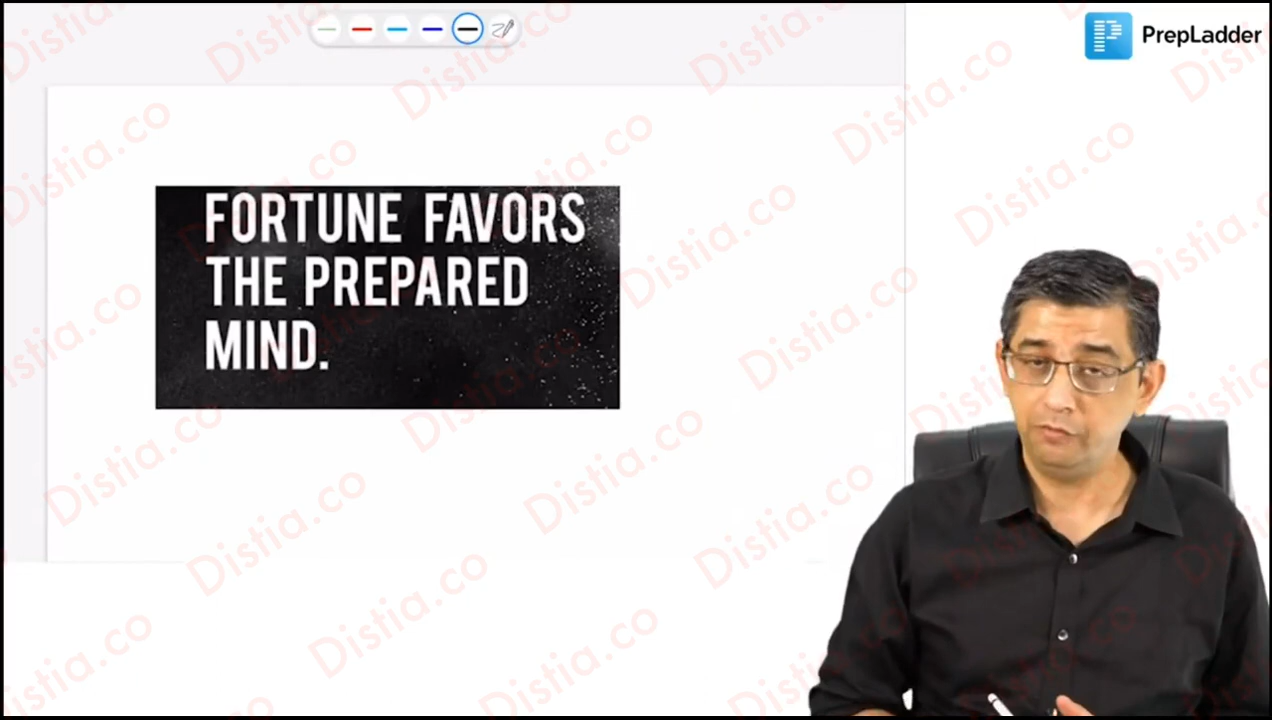 PrepLadder
FORTUNE FAVORS
THE PREPARED
MIND.
Distia.co